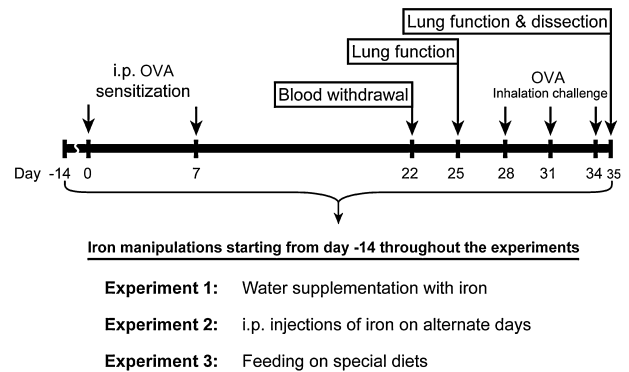 Lung function & dissection
Lung function
i.p. OVA
sensitization
OVA
Inhalation challenge
Blood withdrawal
Day -14 0 7 22 25 28 31 34 35
Iron manipulations starting from day -14 throughout the experiments
Experiment 1: Water supplementation with iron
Experiment 2: i.p. injections of iron on alternate days
Experiment 3: Feeding on special diets